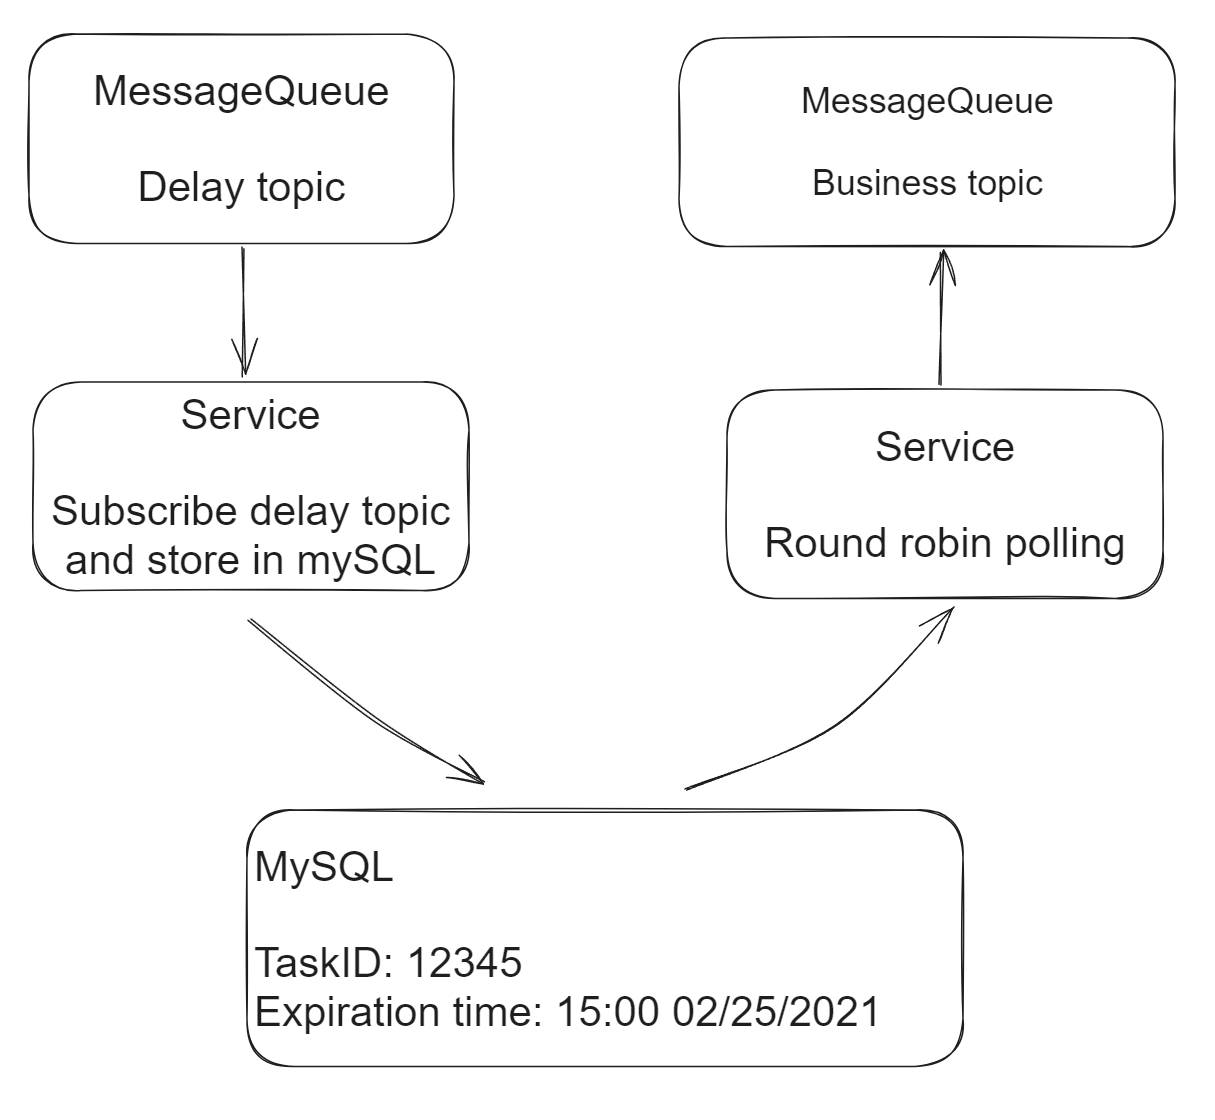 MessageQueue
Delay topic
MessageQueue
Business topic
Service
Subscribe delay topic
and store in mySQL
Service
Round robin polling
MySQL
TaskID: 12345
Expiration time: 15:00 02/25/2021